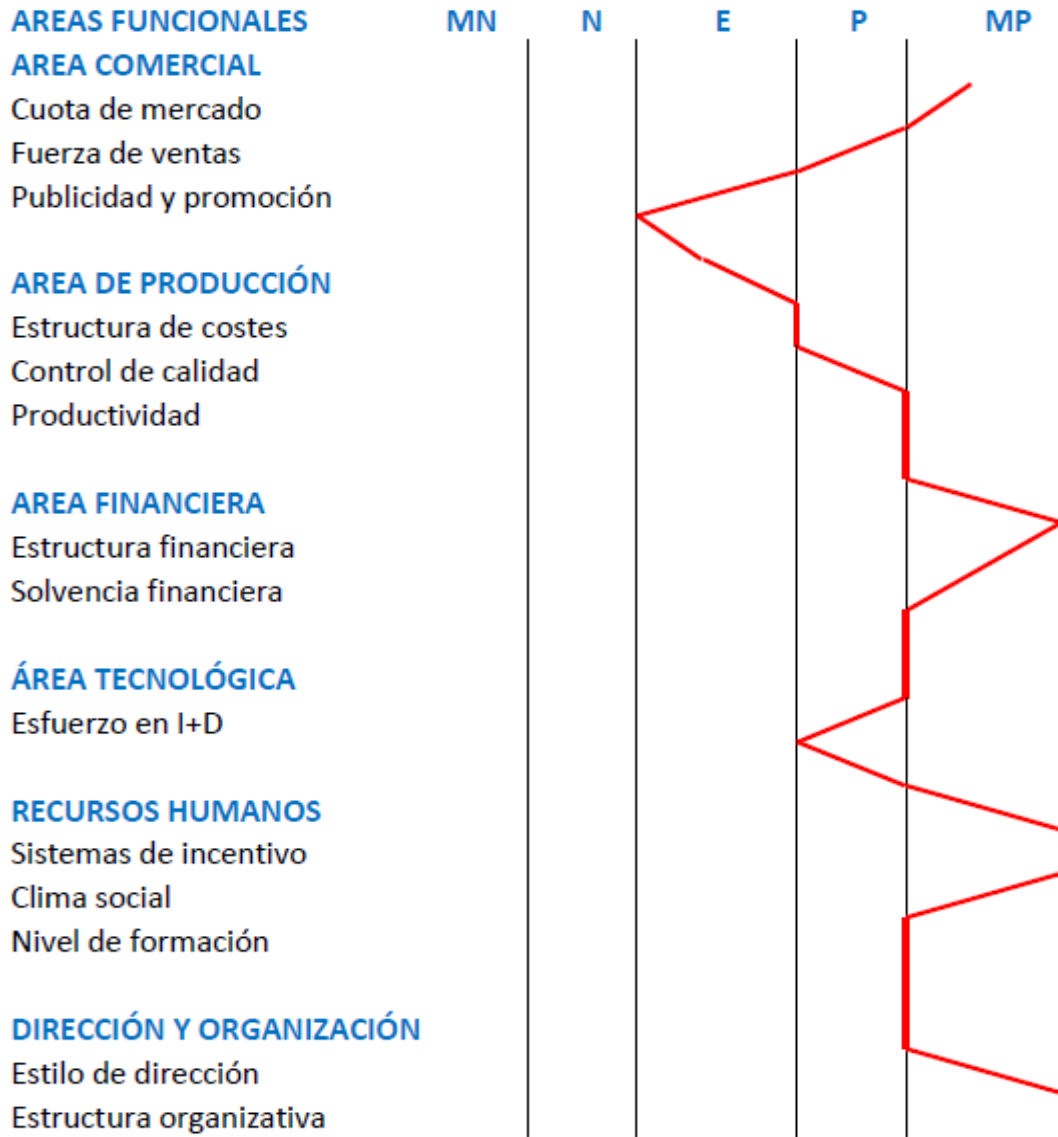 AREAS FUNCIONALES MN N E P MP
AREA COMERCIAL
Cuota de mercado
Fuerza de ventas
Publicidad y promoción
AREA DE PRODUCCIÓN
Estructura de costes
Control de calidad
Productividad
AREA FINANCIERA
Estructura financiera
Solvencia financiera
ÁREA TECNOLÓGICA
Esfuerzo en I+D
RECURSOS HUMANOS
Sistemas de incentivo
Clima social
Nivel de formación
DIRECCIÓN Y ORGANIZACIÓN
Estilo de dirección
Estructura organizativa